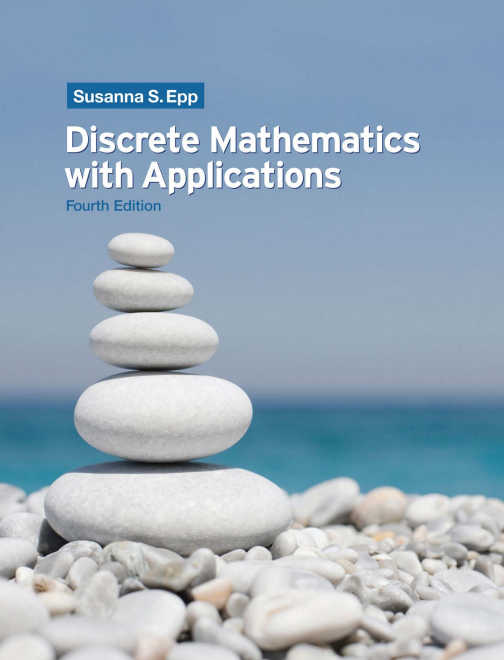 Susanna S. Epp
Discrete Mathematics
with Applications
Fourth Edition